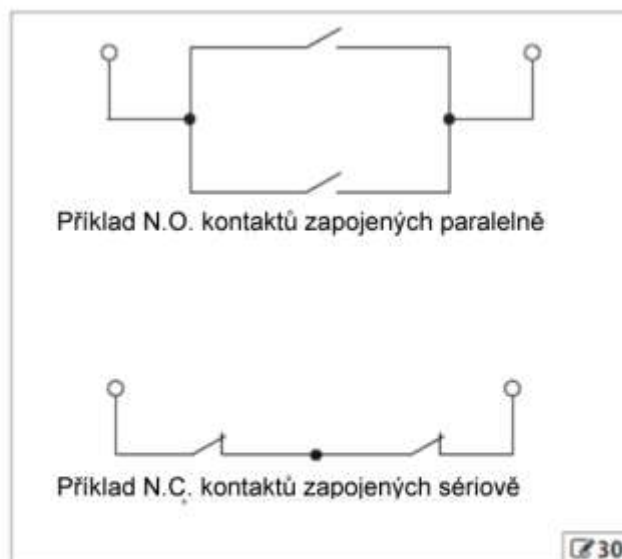 Příklad N.O. kontaktů zapojených paralelně
Příklad N.C. kontaktů zapojených sériově
30